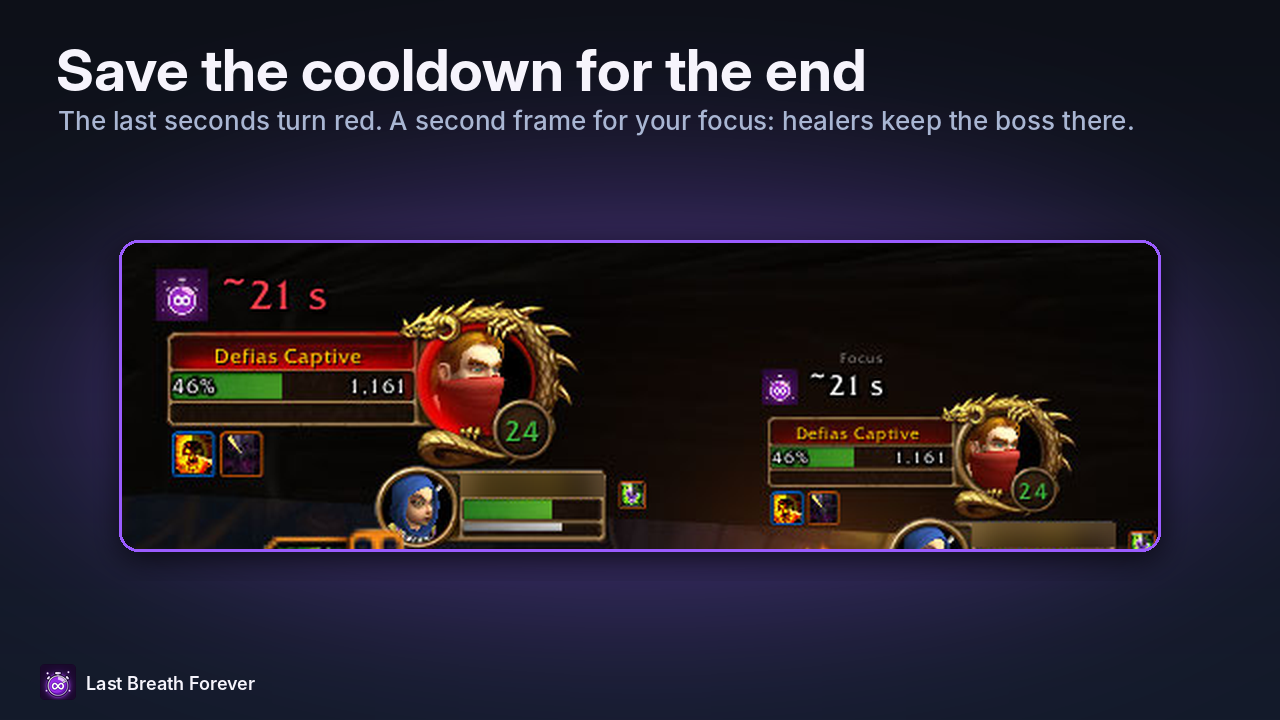 Save the cooldown for the end
The last seconds turn red. A second frame for your focus: healers keep the boss there.
~21 s
Defias Captive
46% 1,161
24
Focus
~21 s
Defias Captive
46% 1,161
24
Last Breath Forever